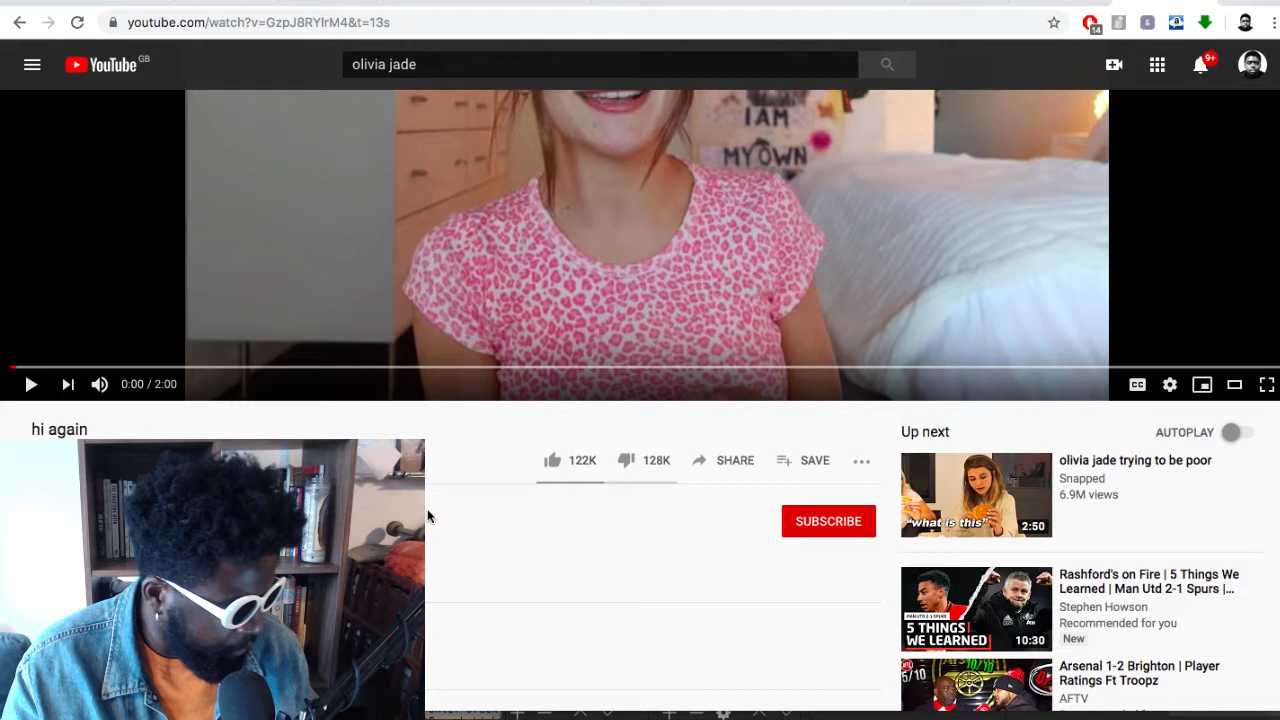 youtube.com/watch?v=GzpJ8RYIrM4&t=13s
14
YouTube GB
olivia jade
9+
I AM
MY OWN
0:00 / 2:00
CC
hi again
122K
128K
SHARE
SAVE
SUBSCRIBE
Up next
AUTOPLAY
"what is this"
2:50
olivia jade trying to be poor
Snapped
6.9M views
5 THINGS
WE LEARNED
10:30
Rashford's on Fire | 5 Things We
Learned | Man Utd 2-1 Spurs |...
Stephen Howson
Recommended for you
New
Arsenal 1-2 Brighton | Player
Ratings Ft Troopz
AFTV